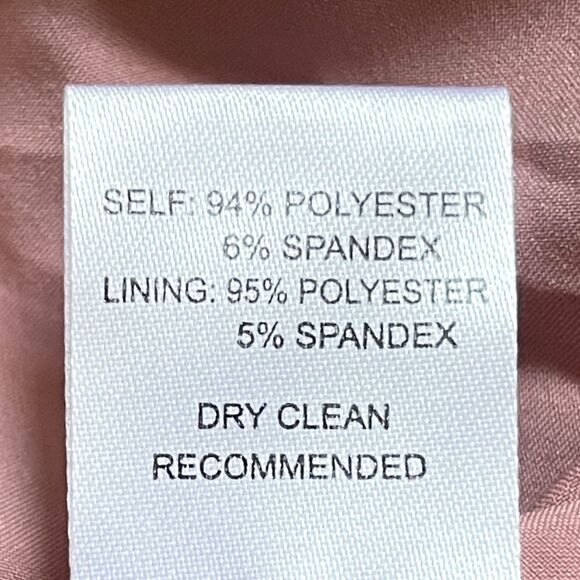 SELF: 94% POLYESTER
6% SPANDEX
LINING: 95% POLYESTER
5% SPANDEX
DRY CLEAN
RECOMMENDED